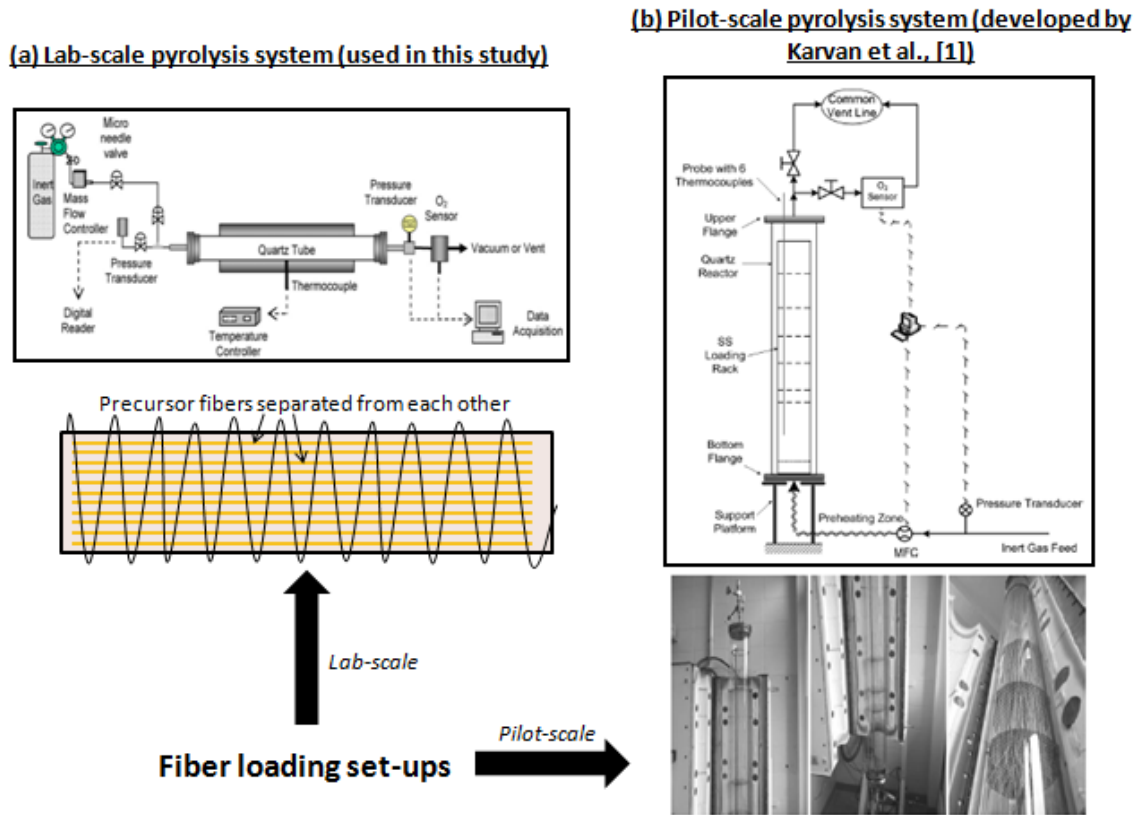 (a) Lab-scale pyrolysis system (used in this study)
(b) Pilot-scale pyrolysis system (developed by
Karvan et al., [1])
Micro
needle
valve
Inert
Gas
Mass
Flow
Controller
Pressure
Transducer
Digital
Reader
Quartz Tube
Thermocouple
Temperature
Controller
Pressure
Transducer
O₂
Sensor
Vacuum or Vent
Data
Acquisition
Precursor fibers separated from each other
Lab-scale
Fiber loading set-ups
Pilot-scale
Common
Vent Line
Probe with 6
Thermocouples
O₂
Sensor
Upper
Flange
Quartz
Reactor
SS
Loading
Rack
Bottom
Flange
Support
Platform
Preheating Zone
MFC
Pressure Transducer
Inert Gas Feed